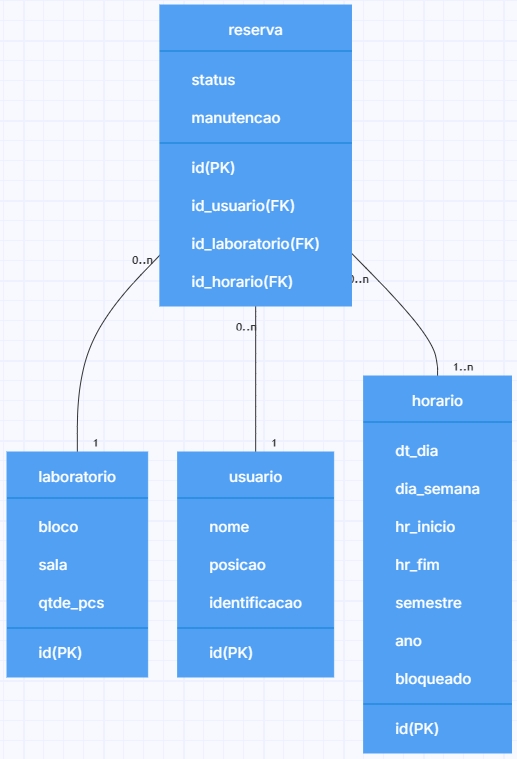 reserva
status
manutencao
id(PK)
id_usuario(FK)
id_laboratorio(FK)
id_horario(FK)
0..n
0..n
0..n
1
1
1..n
laboratorio
bloco
sala
qtde_pcs
id(PK)
usuario
nome
posicao
identificacao
id(PK)
horario
dt_dia
dia_semana
hr_inicio
hr_fim
semestre
ano
bloqueado
id(PK)